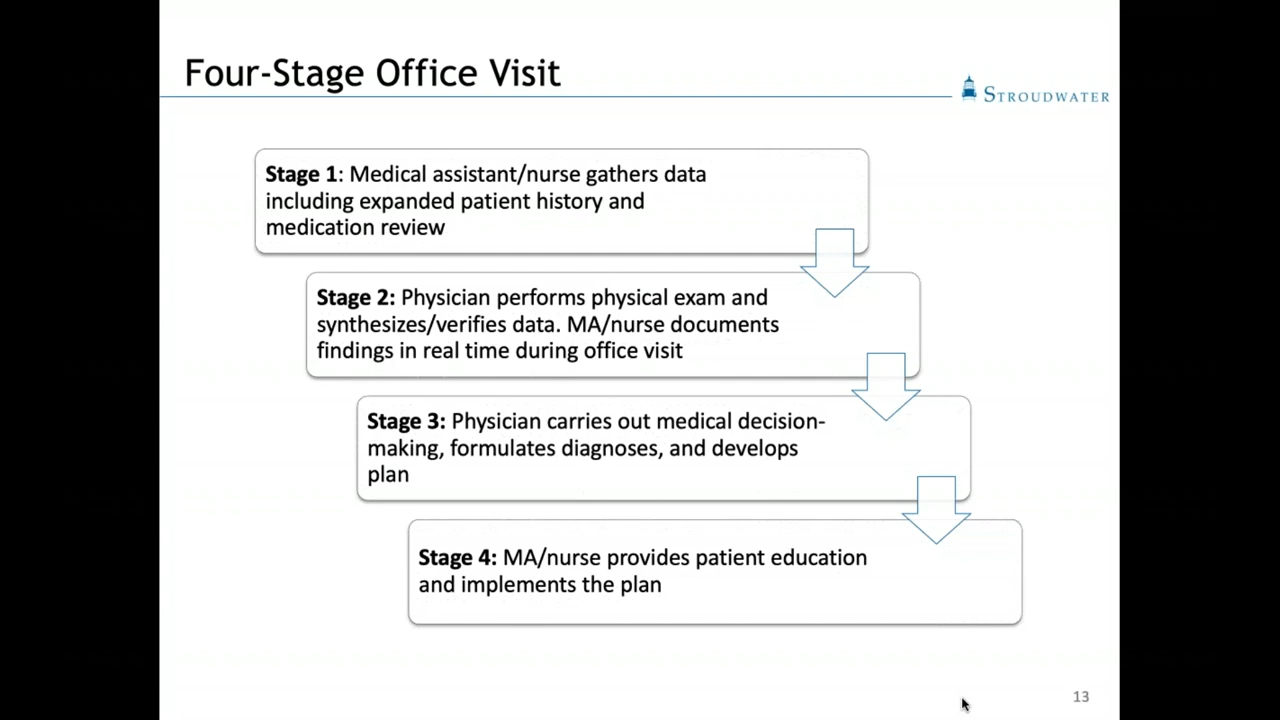 Four-Stage Office Visit
STROUDWATER
Stage 1: Medical assistant/nurse gathers data
including expanded patient history and
medication review
Stage 2: Physician performs physical exam and
synthesizes/verifies data. MA/nurse documents
findings in real time during office visit
Stage 3: Physician carries out medical decision-
making, formulates diagnoses, and develops
plan
Stage 4: MA/nurse provides patient education
and implements the plan
13